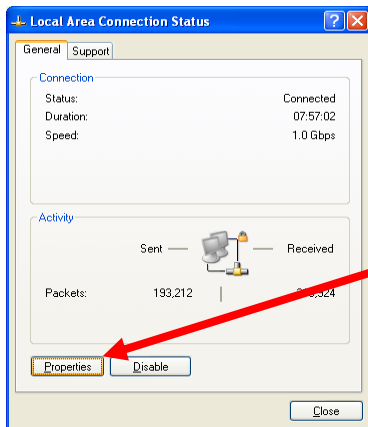 Local Area Connection Status
General Support
Connection
Status: Connected
Duration: 07:57:02
Speed: 1.0 Gbps
Activity
Sent Received
Packets: 193,212
Properties Disable
Close